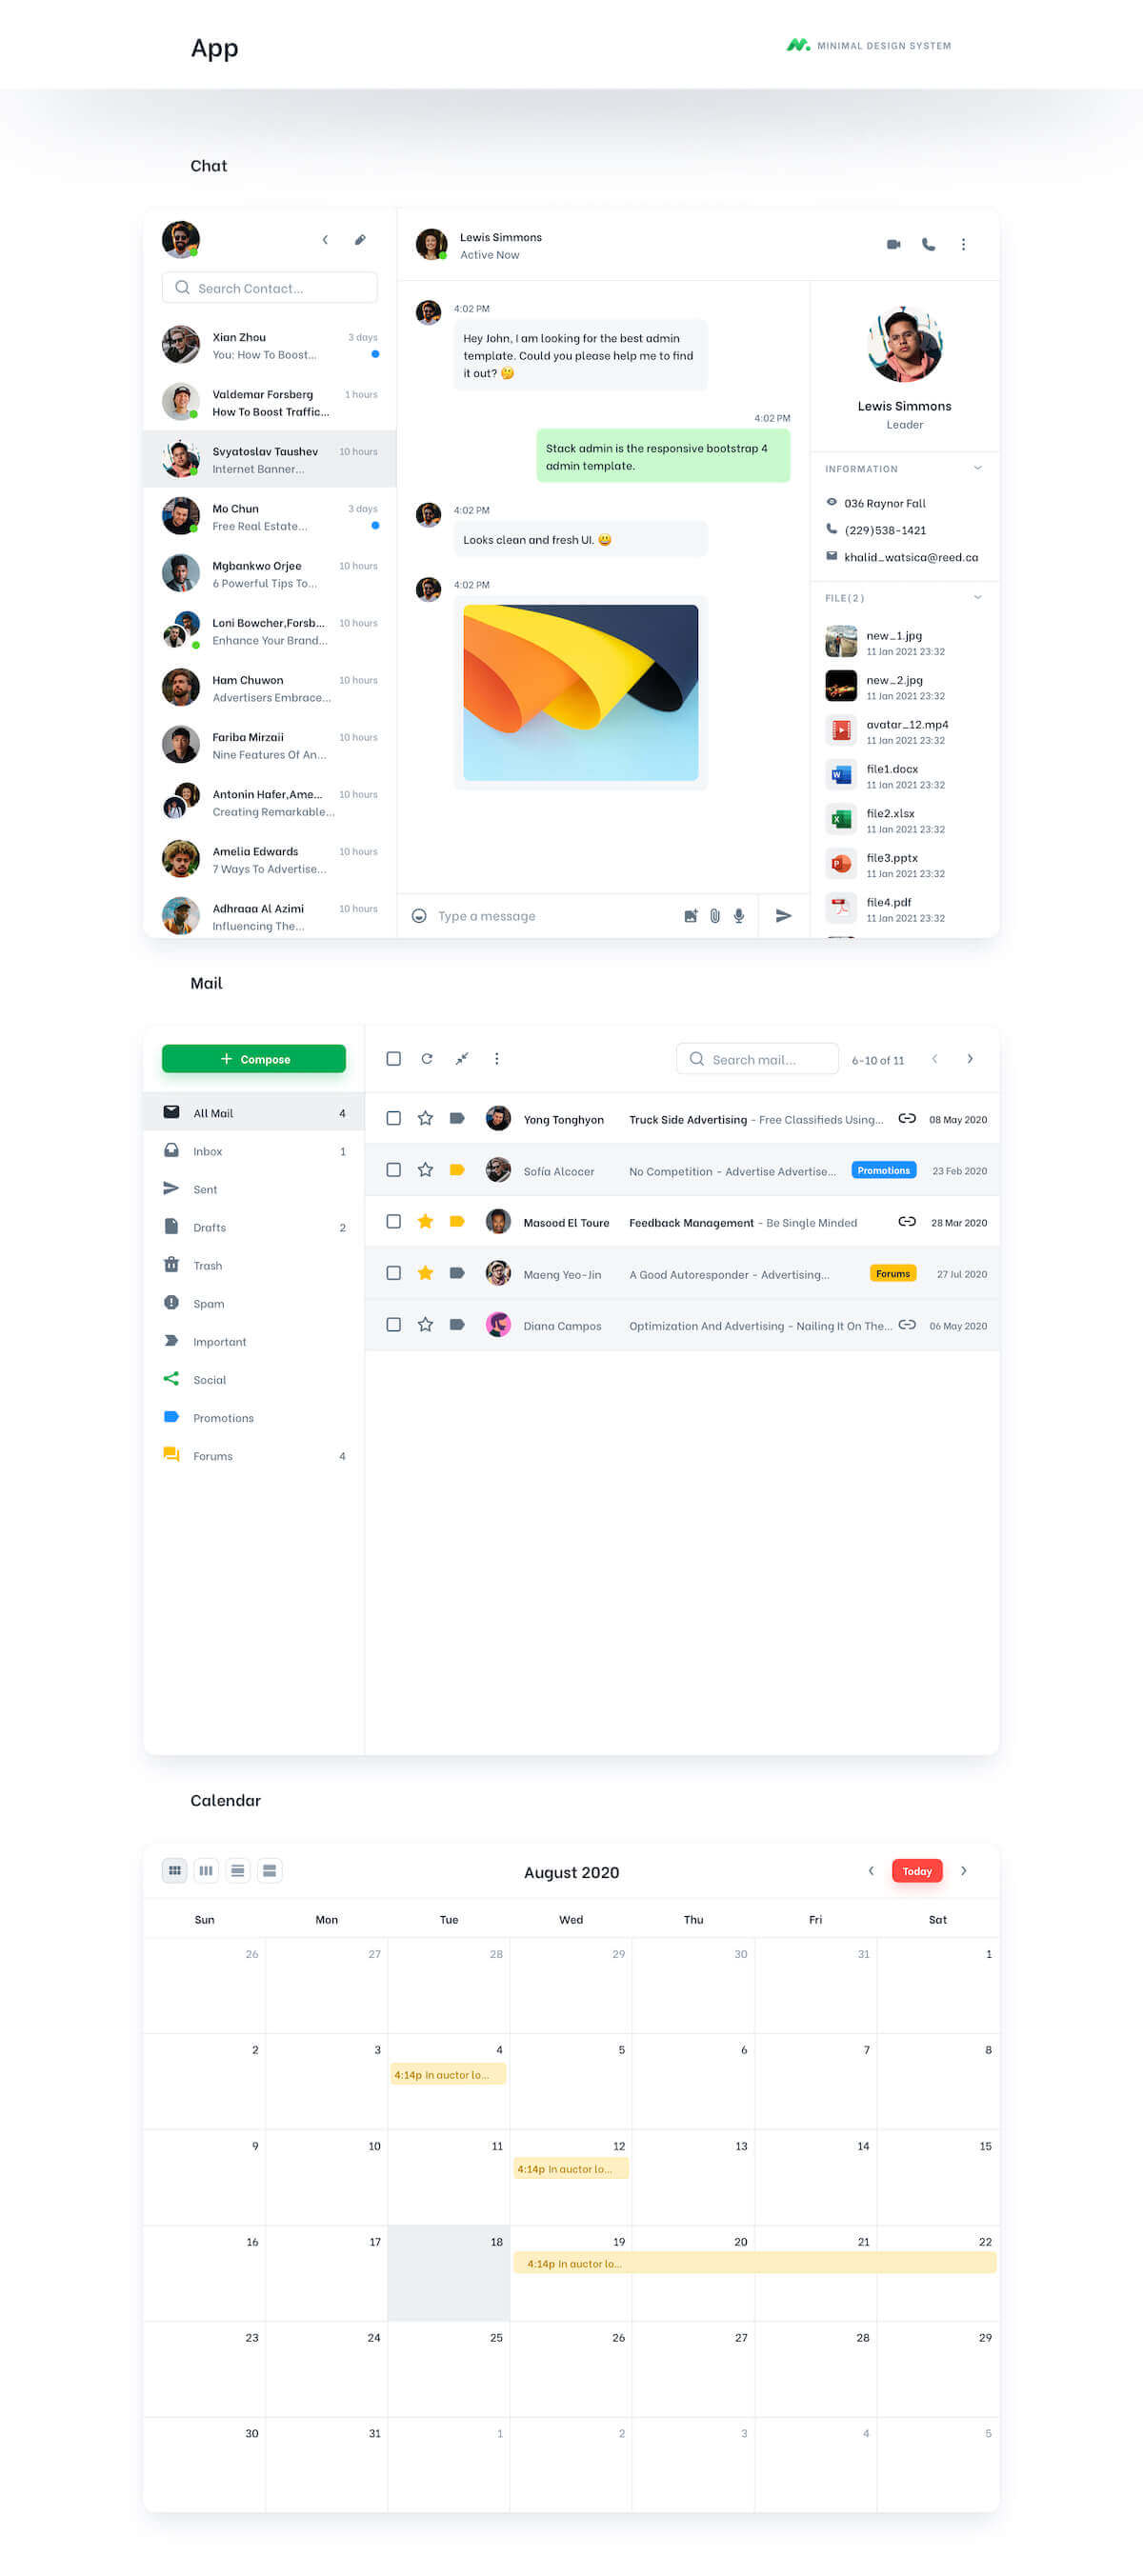 App
MINIMAL DESIGN SYSTEM
Chat
Search Contact...
Xian Zhou
3 days
You: How To Boost...
Valdemar Forsberg
1 hours
How To Boost Traffic...
Svyatoslav Taushev
10 hours
Internet Banner...
Mo Chun
3 days
Free Real Estate...
Mgbankwo Orjee
10 hours
6 Powerful Tips To...
Loni Bowcher,Forsb...
10 hours
Enhance Your Brand...
Ham Chuwon
10 hours
Advertisers Embrace...
Fariba Mirzaii
10 hours
Nine Features Of An...
Antonin Hafer,Ame...
10 hours
Creating Remarkable...
Amelia Edwards
10 hours
7 Ways To Advertise...
Adhraaa Al Azimi
10 hours
Influencing The...
Lewis Simmons
Active Now
4:02 PM
Hey John, I am looking for the best admin
template. Could you please help me to find
it out? 🤔
4:02 PM
Stack admin is the responsive bootstrap 4
admin template.
4:02 PM
Looks clean and fresh UI. 😃
4:02 PM
Type a message
Lewis Simmons
Leader
INFORMATION
036 Raynor Fall
(229)538-1421
khalid_watsica@reed.ca
FILE(2)
new_1.jpg
11 Jan 2021 23:32
new_2.jpg
11 Jan 2021 23:32
avatar_12.mp4
11 Jan 2021 23:32
file1.docx
11 Jan 2021 23:32
file2.xlsx
11 Jan 2021 23:32
file3.pptx
11 Jan 2021 23:32
file4.pdf
11 Jan 2021 23:32
Mail
Compose
All Mail 4
Inbox 1
Sent
Drafts 2
Trash
Spam
Important
Social
Promotions
Forums 4
Search mail...
6-10 of 11
Yong Tonghyon Truck Side Advertising - Free Classifieds Using... 08 May 2020
Sofía Alcocer No Competition - Advertise Advertise... Promotions 23 Feb 2020
Masood El Toure Feedback Management - Be Single Minded 28 Mar 2020
Maeng Yeo-Jin A Good Autoresponder - Advertising... Forums 27 Jul 2020
Diana Campos Optimization And Advertising - Nailing It On The... 06 May 2020
Calendar
August 2020
Today
Sun Mon Tue Wed Thu Fri Sat
26 27 28 29 30 31 1
2 3 4 5 6 7 8
4:14p In auctor lo...
9 10 11 12 13 14 15
4:14p In auctor lo...
16 17 18 19 20 21 22
4:14p In auctor lo...
23 24 25 26 27 28 29
30 31 1 2 3 4 5